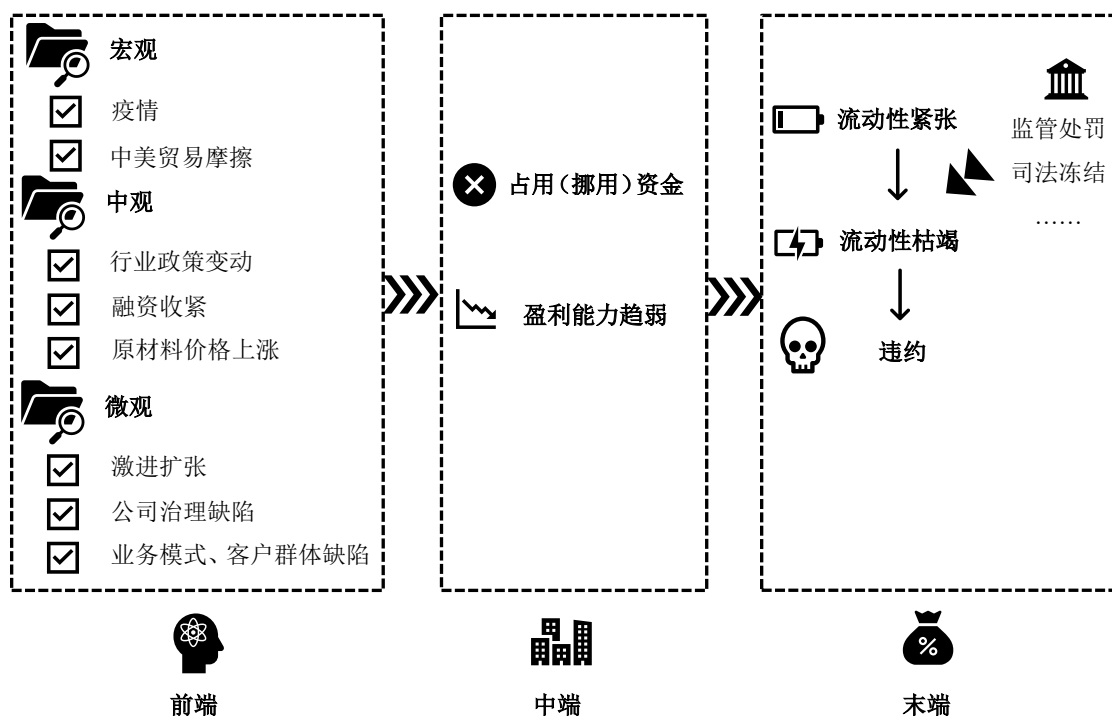 宏观
疫情
中美贸易摩擦
中观
行业政策变动
融资收紧
原材料价格上涨
微观
激进扩张
公司治理缺陷
业务模式、客户群体缺陷
前端
占用(挪用)资金
盈利能力趋弱
中端
流动性紧张
监管处罚
司法冻结
……
流动性枯竭
违约
%
末端